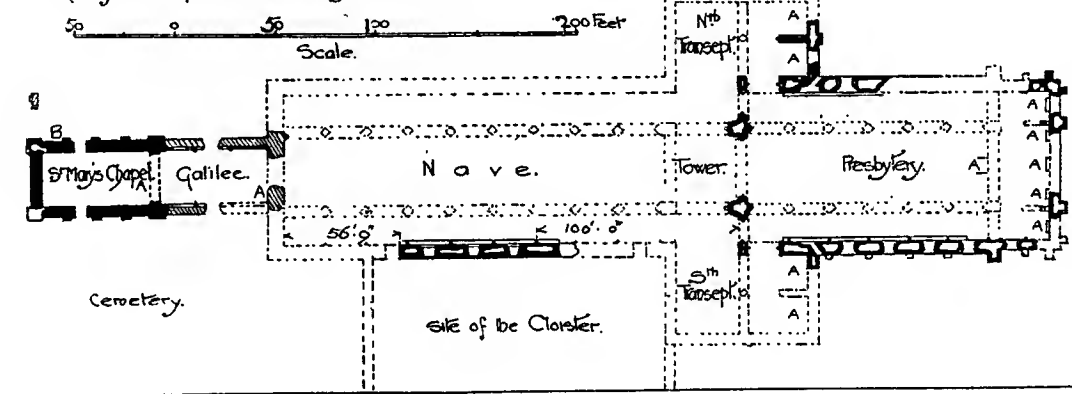 50 0 50 100 200 Feet
Scale.
Nth
Transept.
A
A
B
St Mary's Chapel.
A
Galilee.
A
Nave.
Tower.
Presbytery.
A
A
A
A
A
A
56'.0"
100'.0"
Cemetery.
Site of the Cloister.
Sth
Transept.
A
A